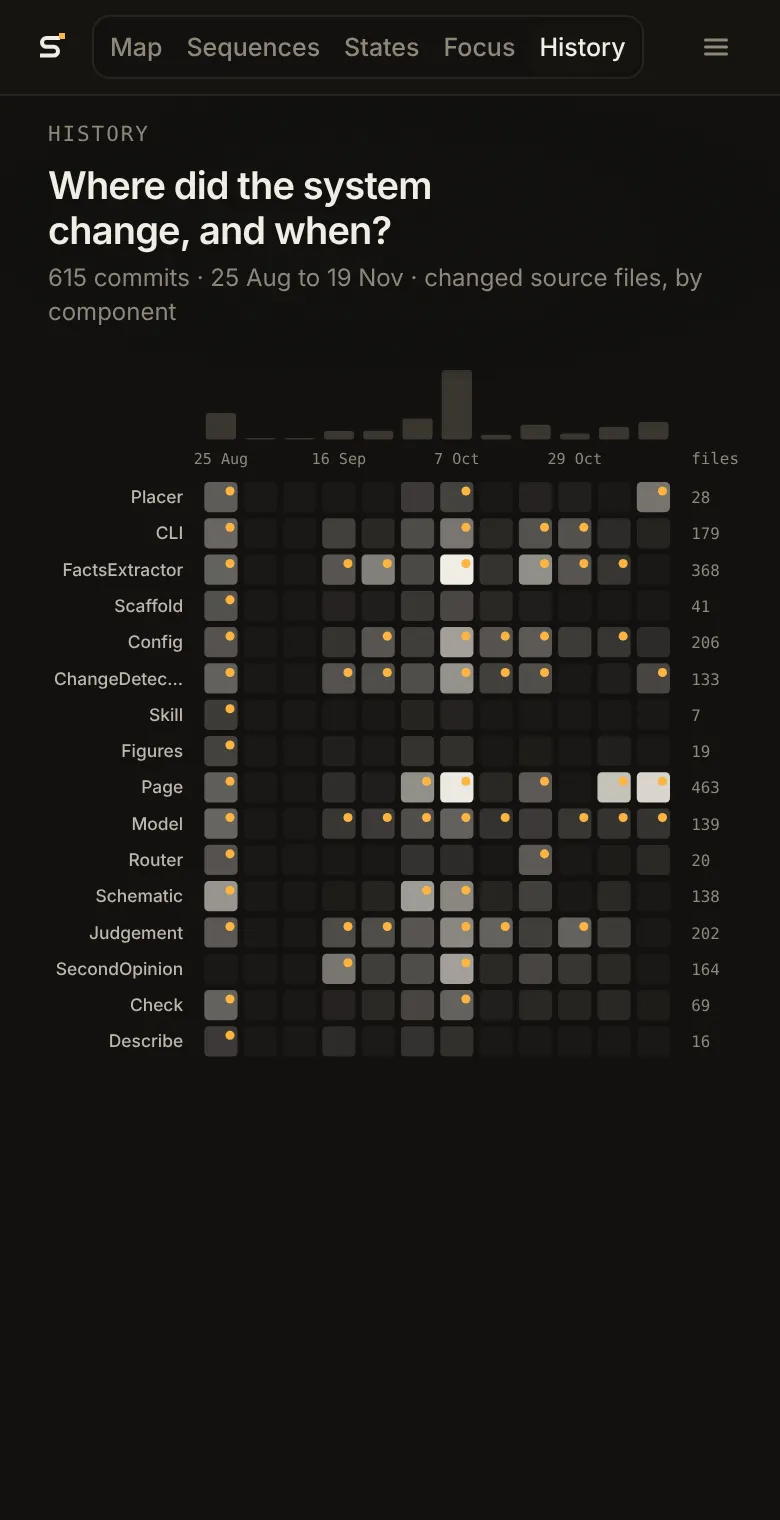 S
Map Sequences States Focus History
HISTORY
Where did the system
change, and when?
615 commits · 25 Aug to 19 Nov · changed source files, by
component
25 Aug 16 Sep 7 Oct 29 Oct files
Placer 28
CLI 179
FactsExtractor 368
Scaffold 41
Config 206
ChangeDetec... 133
Skill 7
Figures 19
Page 463
Model 139
Router 20
Schematic 138
Judgement 202
SecondOpinion 164
Check 69
Describe 16